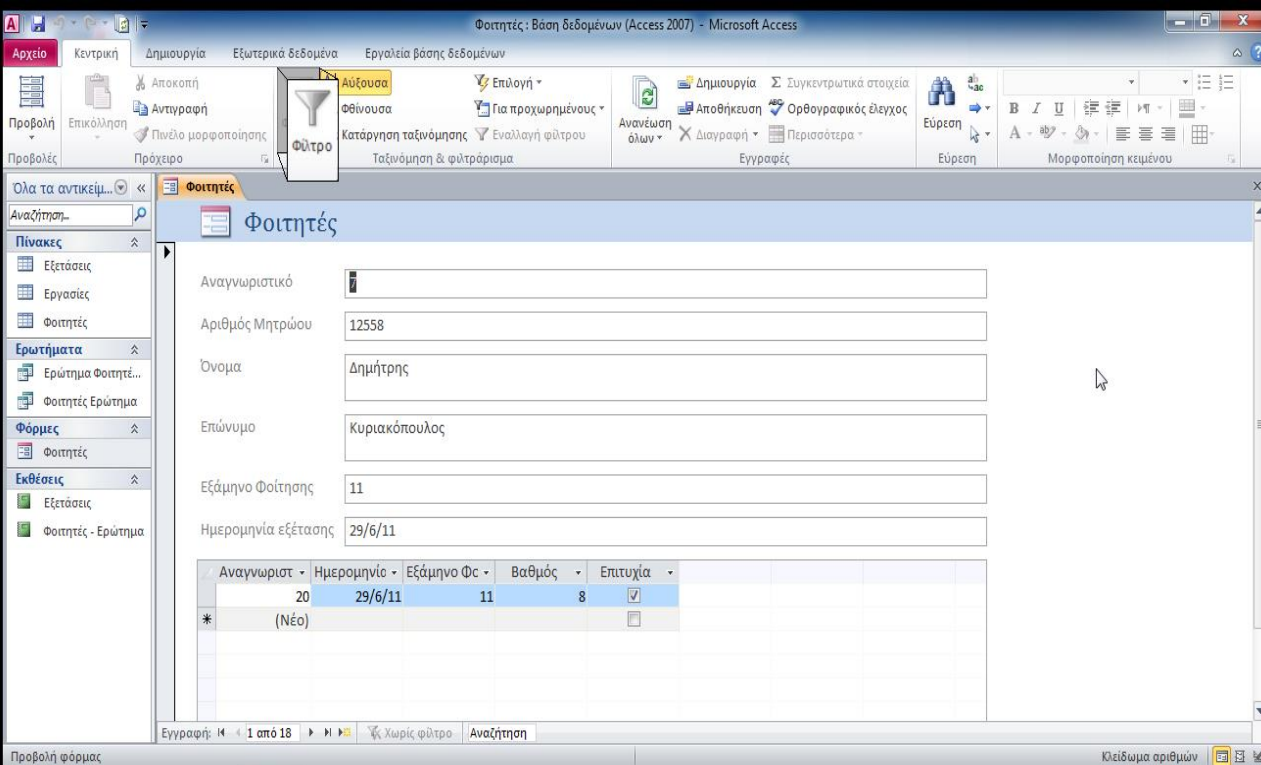 Φοιτητές : Βάση δεδομένων (Access 2007) - Microsoft Access
Αρχείο Κεντρική Δημιουργία Εξωτερικά δεδομένα Εργαλεία βάσης δεδομένων
Προβολή
Επικόλληση
Αποκοπή
Αντιγραφή
Πινέλο μορφοποίησης
Φίλτρο
Αύξουσα
Φθίνουσα
Κατάργηση ταξινόμησης
Επιλογή
Για προχωρημένους
Εναλλαγή φίλτρου
Ανανέωση
όλων
Δημιουργία
Αποθήκευση
Διαγραφή
Συγκεντρωτικά στοιχεία
Ορθογραφικός έλεγχος
Περισσότερα
Εύρεση
B I U
A
Προβολές Πρόχειρο Ταξινόμηση & φιλτράρισμα Εγγραφές Εύρεση Μορφοποίηση κειμένου
Όλα τα αντικείμ...
Αναζήτηση...
Πίνακες
Εξετάσεις
Εργασίες
Φοιτητές
Ερωτήματα
Ερώτημα Φοιτητέ...
Φοιτητές Ερώτημα
Φόρμες
Φοιτητές
Εκθέσεις
Εξετάσεις
Φοιτητές - Ερώτημα
Φοιτητές
Φοιτητές
Αναγνωριστικό 7
Αριθμός Μητρώου 12558
Όνομα Δημήτρης
Επώνυμο Κυριακόπουλος
Εξάμηνο Φοίτησης 11
Ημερομηνία εξέτασης 29/6/11
Αναγνωριστ Ημερομηνίο Εξάμηνο Φς Βαθμός Επιτυχία
20 29/6/11 11 8
(Νέο)
Εγγραφή: 1 από 18 Χωρίς φίλτρο Αναζήτηση
Προβολή φόρμας Κλείδωμα αριθμών